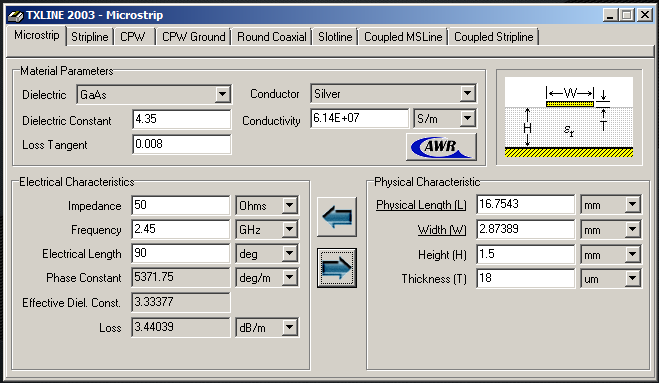 TXLINE 2003 - Microstrip
Microstrip Stripline CPW CPW Ground Round Coaxial Slotline Coupled MSLine Coupled Stripline
Material Parameters
Dielectric GaAs Conductor Silver
Dielectric Constant 4.35 Conductivity 6.14E+07 S/m
Loss Tangent 0.008 AWR
W
H εr T
Electrical Characteristics
Impedance 50 Ohms
Frequency 2.45 GHz
Electrical Length 90 deg
Phase Constant 5371.75 deg/m
Effective Diel. Const. 3.33377
Loss 3.44039 dB/m
Physical Characteristic
Physical Length (L) 16.7543 mm
Width (W) 2.87389 mm
Height (H) 1.5 mm
Thickness (T) 18 um